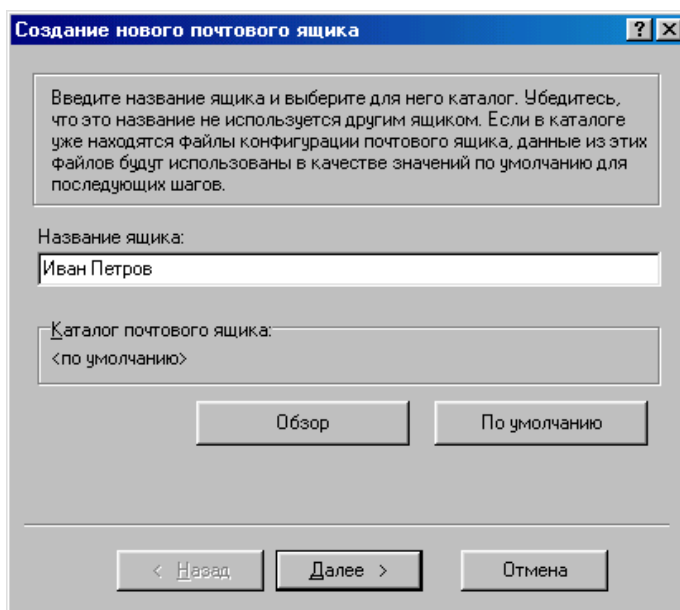 Создание нового почтового ящика
Введите название ящика и выберите для него каталог. Убедитесь,
что это название не используется другим ящиком. Если в каталоге
уже находятся файлы конфигурации почтового ящика, данные из этих
файлов будут использованы в качестве значений по умолчанию для
последующих шагов.
Название ящика:
Иван Петров
Каталог почтового ящика:
<по умолчанию>
Обзор
По умолчанию
< Назад
Далее >
Отмена